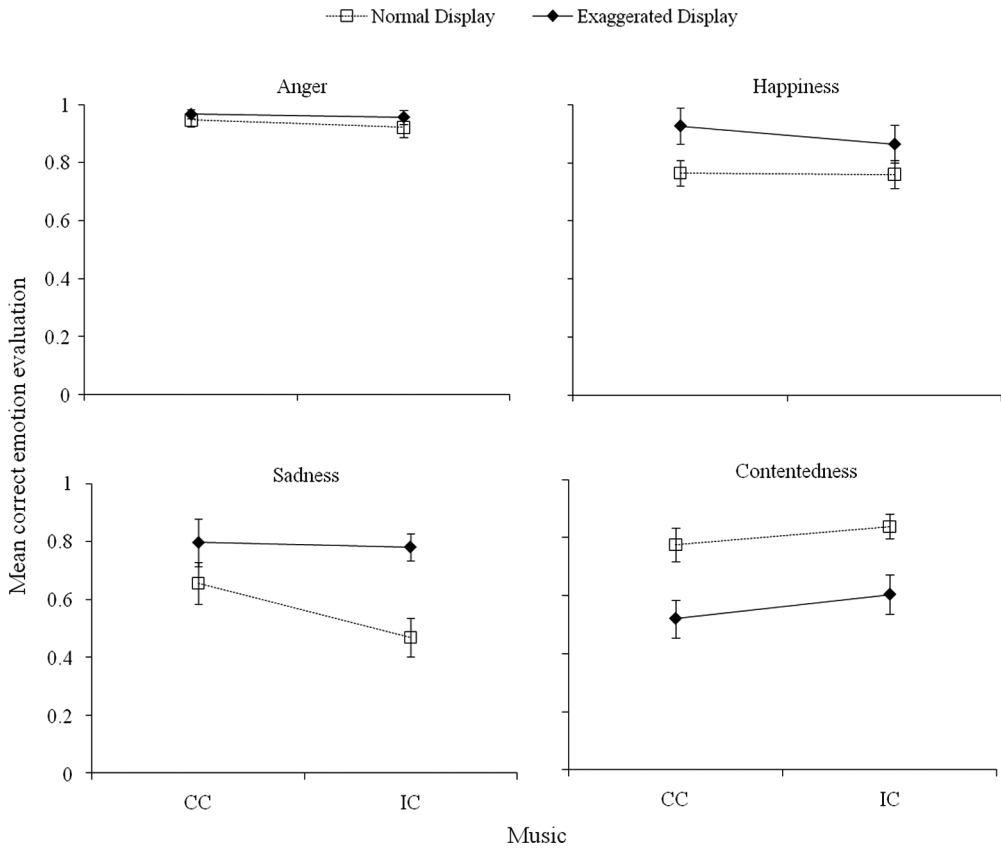 Normal Display Exaggerated Display
Anger
Happiness
1
0.8
0.6
0.4
0.2
0
Mean correct emotion evaluation
Sadness
Contentedness
1
0.8
0.6
0.4
0.2
0
CC IC
CC IC
Music